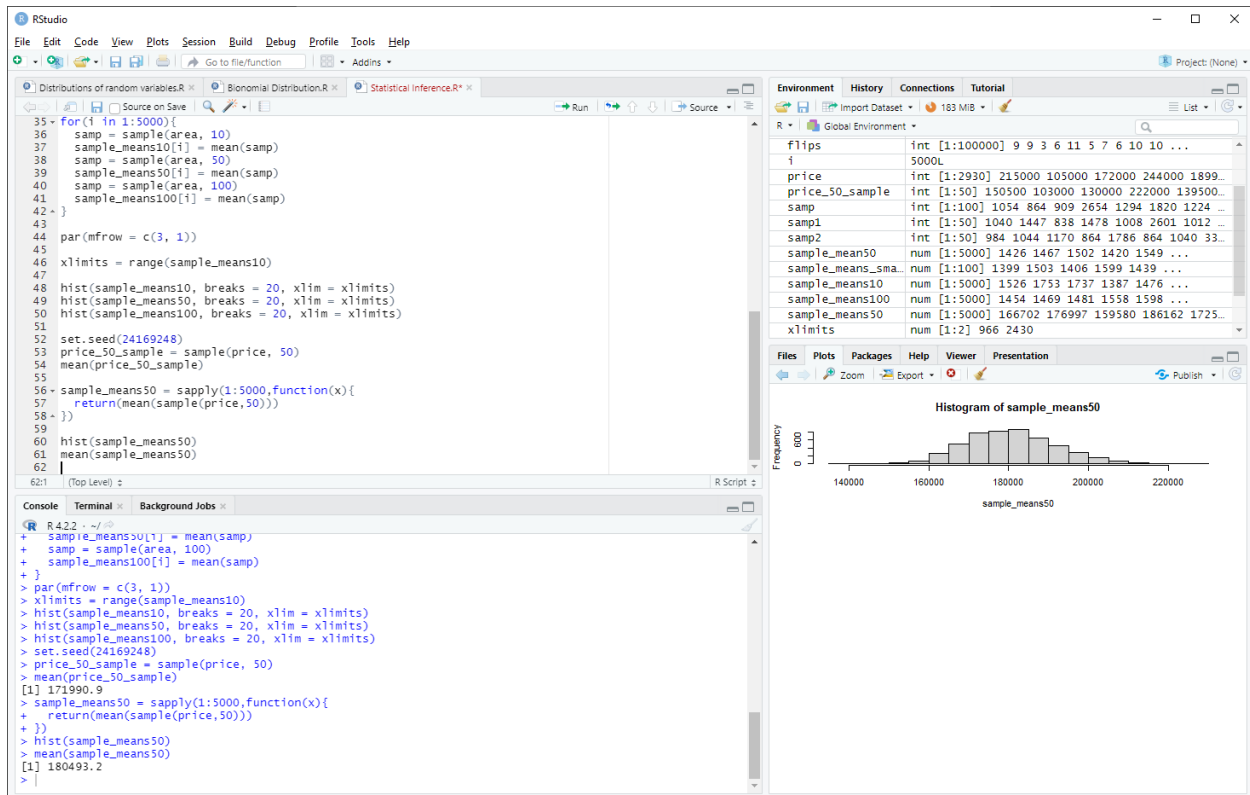 RStudio
File Edit Code View Plots Session Build Debug Profile Tools Help
Go to file/function Addins Project: (None)
Distributions of random variables.R Bionomial Distribution.R Statistical Inference.R*
Source on Save Run Source
35 for(i in 1:5000){
36 samp = sample(area, 10)
37 sample_means10[i] = mean(samp)
38 samp = sample(area, 50)
39 sample_means50[i] = mean(samp)
40 samp = sample(area, 100)
41 sample_means100[i] = mean(samp)
42 }
43
44 par(mfrow = c(3, 1))
45
46 xlimits = range(sample_means10)
47
48 hist(sample_means10, breaks = 20, xlim = xlimits)
49 hist(sample_means50, breaks = 20, xlim = xlimits)
50 hist(sample_means100, breaks = 20, xlim = xlimits)
51
52 set.seed(24169248)
53 price_50_sample = sample(price, 50)
54 mean(price_50_sample)
55
56 sample_means50 = sapply(1:5000,function(x){
57 return(mean(sample(price,50)))
58 })
59
60 hist(sample_means50)
61 mean(sample_means50)
62
62:1 (Top Level) R Script
Console Terminal Background Jobs
R 4.2.2 · ~/
+ sample_means50[i] = mean(samp)
+ samp = sample(area, 100)
+ sample_means100[i] = mean(samp)
+ }
> par(mfrow = c(3, 1))
> xlimits = range(sample_means10)
> hist(sample_means10, breaks = 20, xlim = xlimits)
> hist(sample_means50, breaks = 20, xlim = xlimits)
> hist(sample_means100, breaks = 20, xlim = xlimits)
> set.seed(24169248)
> price_50_sample = sample(price, 50)
> mean(price_50_sample)
[1] 171990.9
> sample_means50 = sapply(1:5000,function(x){
+ return(mean(sample(price,50)))
+ })
> hist(sample_means50)
> mean(sample_means50)
[1] 180493.2
>
Environment History Connections Tutorial
Import Dataset 183 MiB List
R Global Environment
flips int [1:100000] 9 9 3 6 11 5 7 6 10 10 ...
i 5000L
price int [1:2930] 215000 105000 172000 244000 1899…
price_50_sample int [1:50] 150500 103000 130000 222000 139500…
samp int [1:100] 1054 864 909 2654 1294 1820 1224 …
samp1 int [1:50] 1040 1447 838 1478 1008 2601 1012 …
samp2 int [1:50] 984 1044 1170 864 1786 864 1040 33…
sample_mean50 num [1:5000] 1426 1467 1502 1420 1549 ...
sample_means_sma… num [1:100] 1399 1503 1406 1599 1439 ...
sample_means10 num [1:5000] 1526 1753 1737 1387 1476 ...
sample_means100 num [1:5000] 1454 1469 1481 1558 1598 ...
sample_means50 num [1:5000] 166702 176997 159580 186162 1725…
xlimits num [1:2] 966 2430
Files Plots Packages Help Viewer Presentation
Zoom Export Publish
Histogram of sample_means50
Frequency
600
0
140000 160000 180000 200000 220000
sample_means50